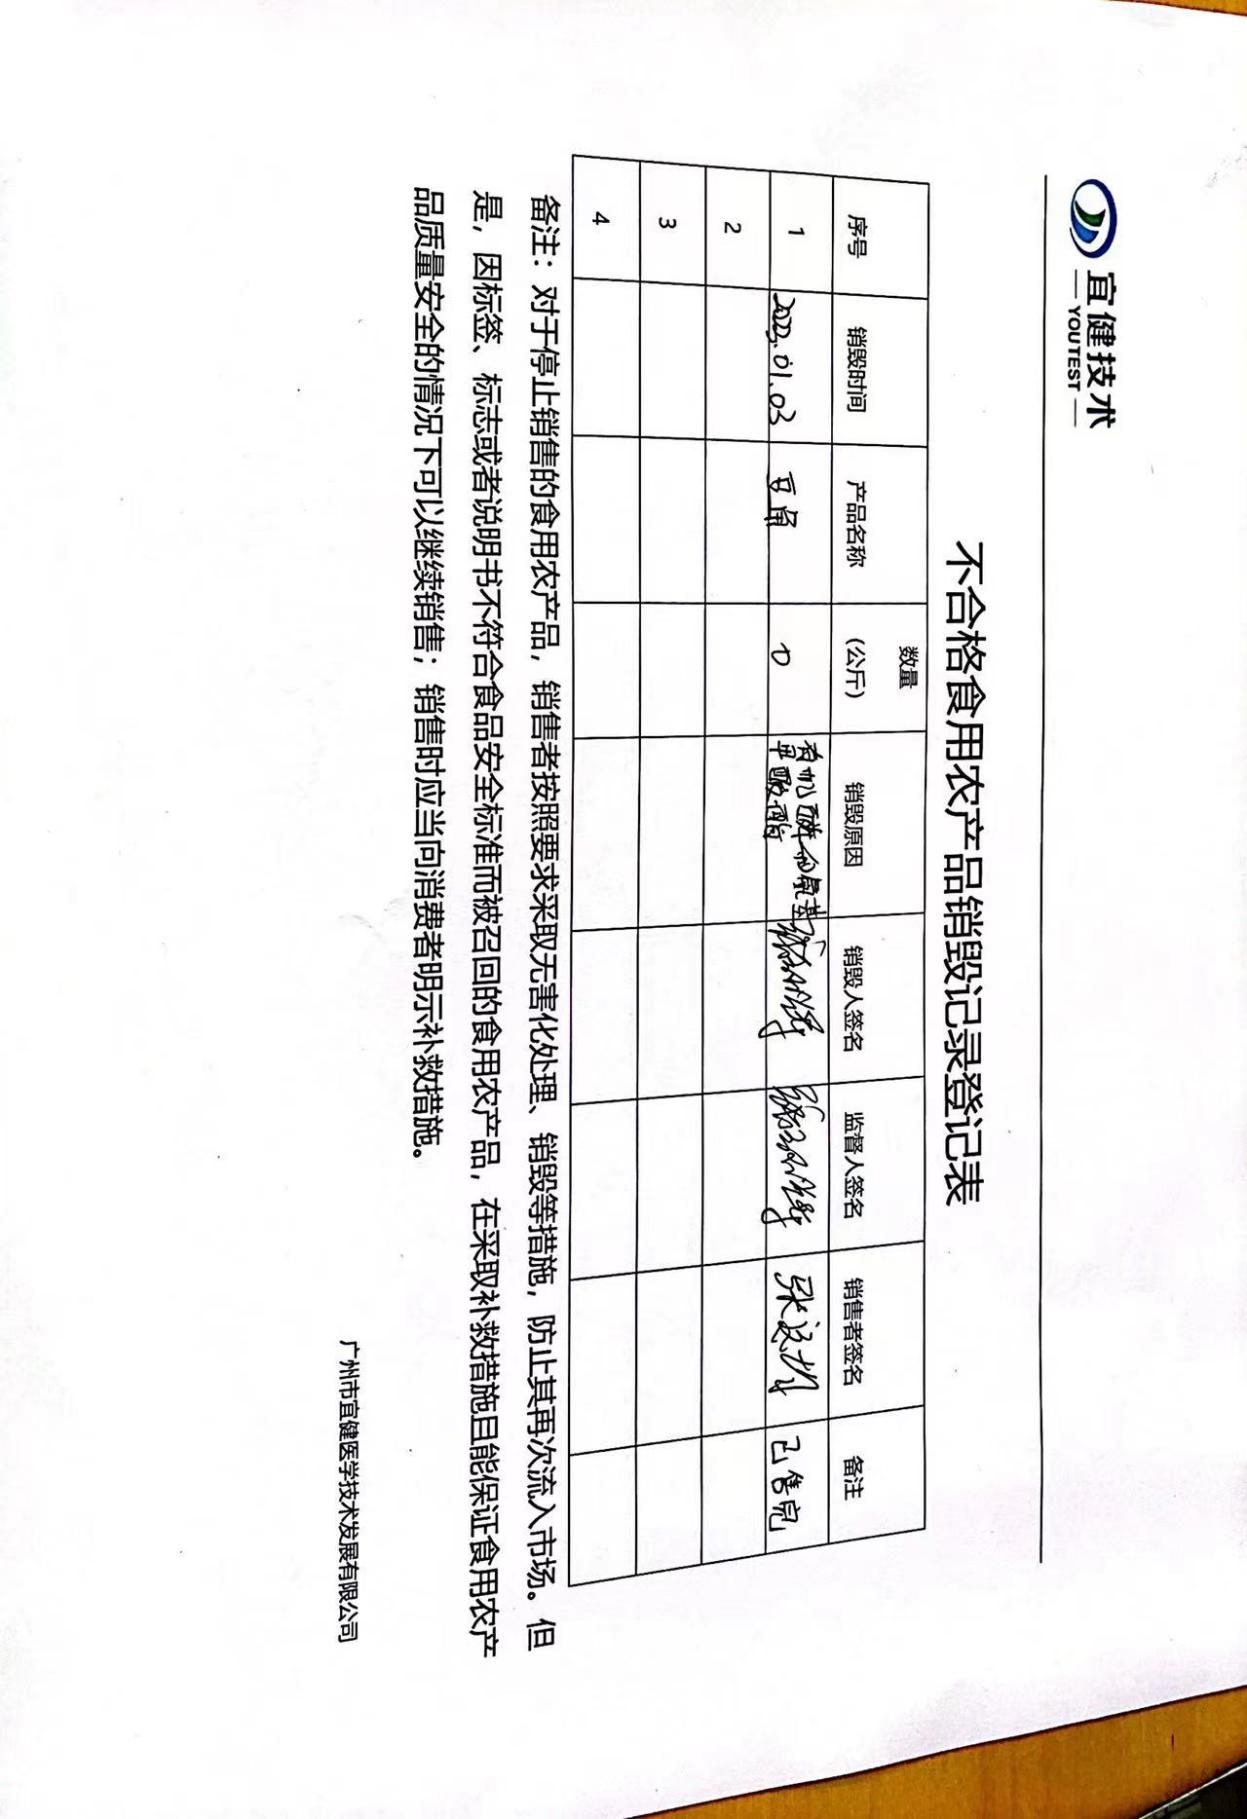 宜健技术
YOUTEST
不合格食用农产品销毁记录登记表
序号 销毁时间 产品名称 数量(公斤) 销毁原因 销毁人签名 监督人签名 销售者签名 备注
1 2022.01.03 豆角 0 有机磷和氨基甲酸酯 已售完
2
3
4
备注：对于停止销售的食用农产品，销售者按照要求采取无害化处理、销毁等措施，防止其再次流入市场。但
是，因标签、标志或者说明书不符合食品安全标准而被召回的食用农产品，在采取补救措施且能保证食用农产
品质量安全的情况下可以继续销售；销售时应当向消费者明示补救措施。
广州市宜健医学技术发展有限公司